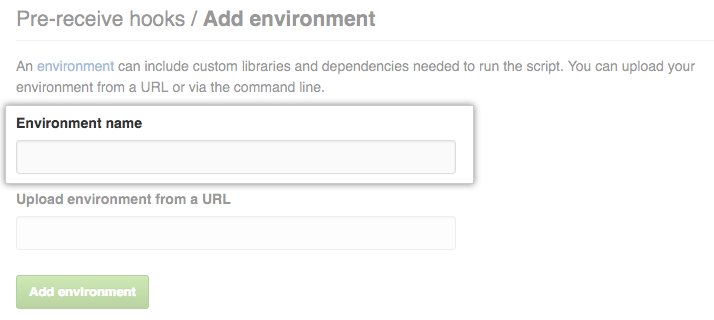 Pre-receive hooks / Add environment
An environment can include custom libraries and dependencies needed to run the script. You can upload your
environment from a URL or via the command line.
Environment name
Upload environment from a URL
Add environment